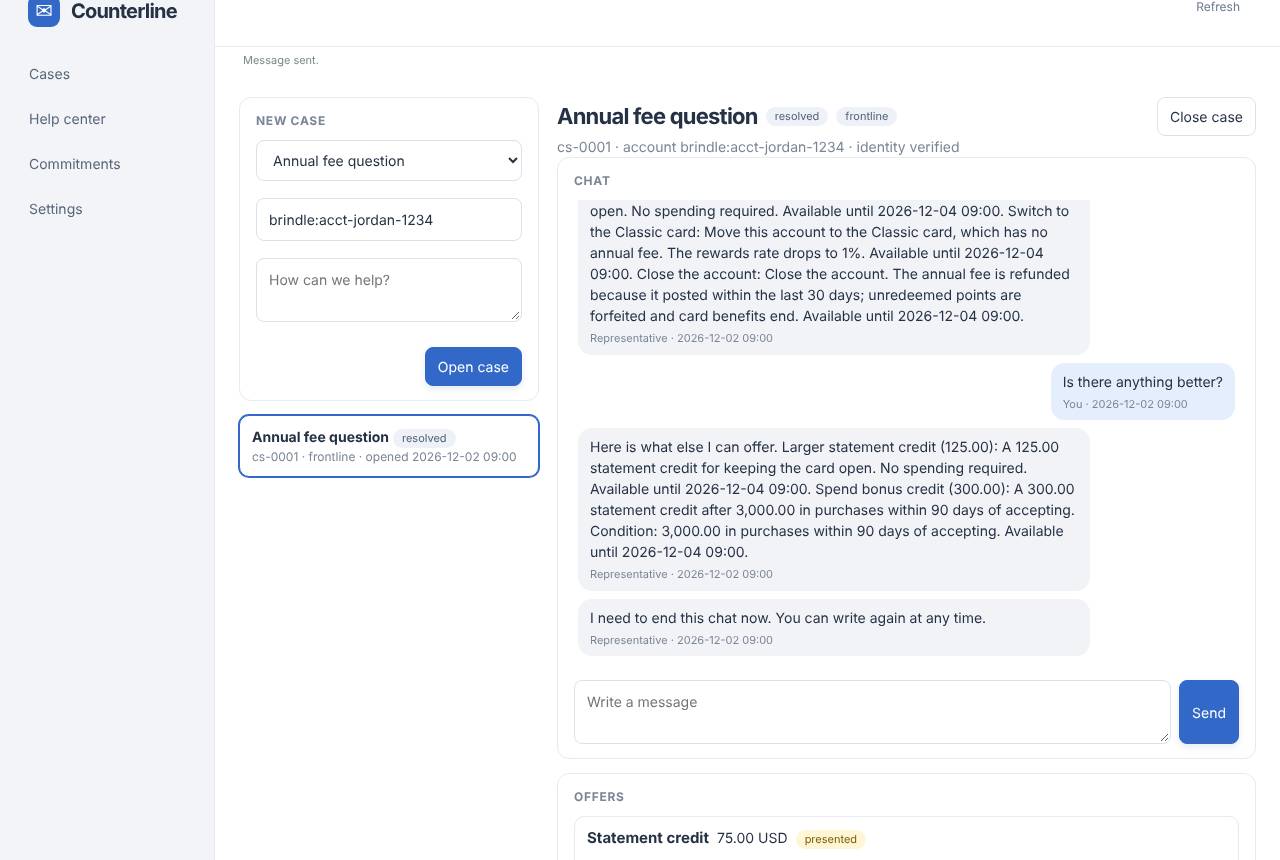 Counterline
Refresh
Cases
Help center
Commitments
Settings
Message sent.
NEW CASE
Annual fee question
brindle:acct-jordan-1234
How can we help?
Open case
Annual fee question resolved
cs-0001 · frontline · opened 2026-12-02 09:00
Annual fee question resolved frontline
Close case
cs-0001 · account brindle:acct-jordan-1234 · identity verified
CHAT
open. No spending required. Available until 2026-12-04 09:00. Switch to
the Classic card: Move this account to the Classic card, which has no
annual fee. The rewards rate drops to 1%. Available until 2026-12-04
09:00. Close the account: Close the account. The annual fee is refunded
because it posted within the last 30 days; unredeemed points are
forfeited and card benefits end. Available until 2026-12-04 09:00.
Representative · 2026-12-02 09:00
Is there anything better?
You · 2026-12-02 09:00
Here is what else I can offer. Larger statement credit (125.00): A 125.00
statement credit for keeping the card open. No spending required.
Available until 2026-12-04 09:00. Spend bonus credit (300.00): A 300.00
statement credit after 3,000.00 in purchases within 90 days of accepting.
Condition: 3,000.00 in purchases within 90 days of accepting. Available
until 2026-12-04 09:00.
Representative · 2026-12-02 09:00
I need to end this chat now. You can write again at any time.
Representative · 2026-12-02 09:00
Write a message
Send
OFFERS
Statement credit 75.00 USD presented